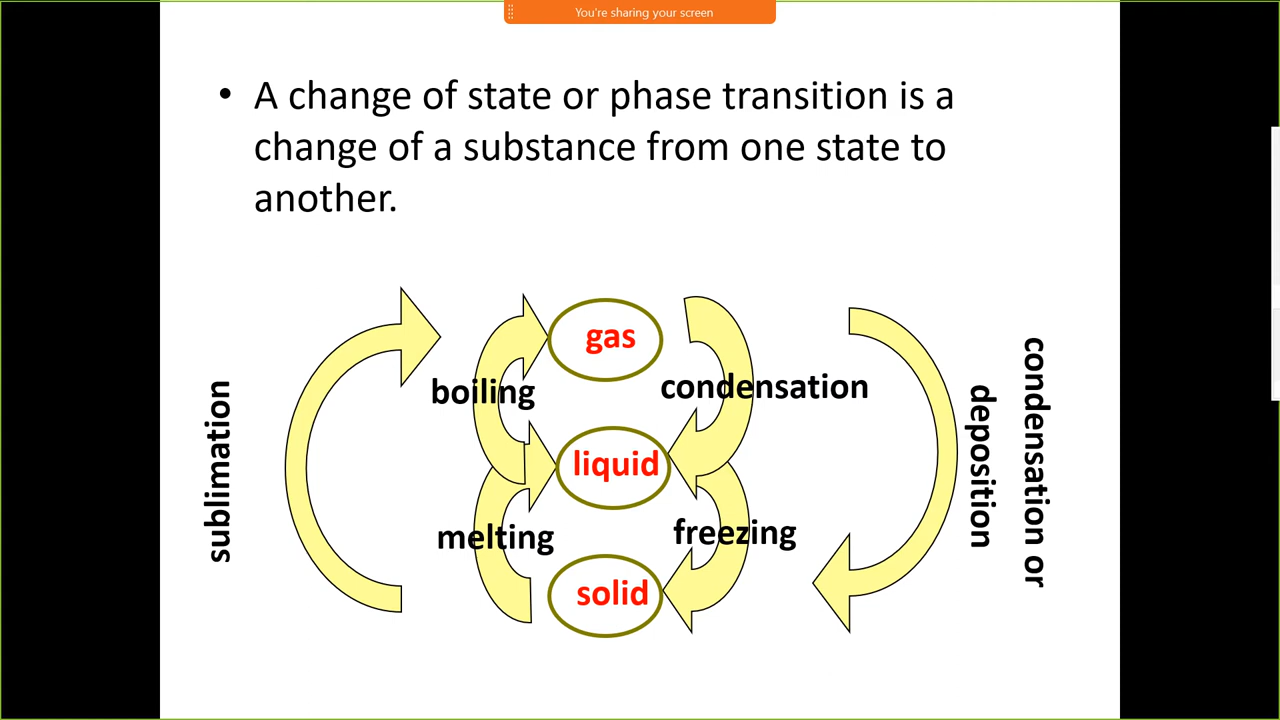 You're sharing your screen
• A change of state or phase transition is a
change of a substance from one state to
another.
gas
boiling
condensation
liquid
melting
freezing
solid
sublimation
condensation or
deposition